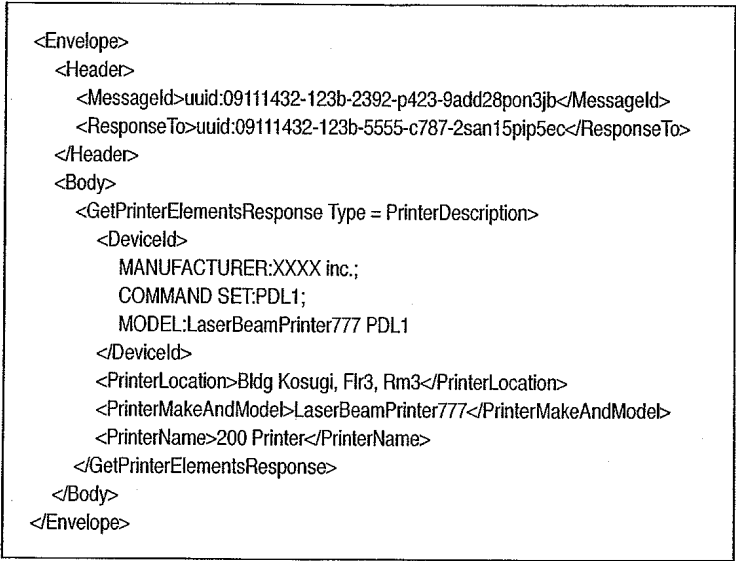 <Envelope>
<Header>
<MessageId>uuid:09111432-123b-2392-p423-9add28pon3jb</MessageId>
<ResponseTo>uuid:09111432-123b-5555-c787-2san15pip5ec</ResponseTo>
</Header>
<Body>
<GetPrinterElementsResponse Type = PrinterDescription>
<DeviceId>
MANUFACTURER:XXXX inc.;
COMMAND SET:PDL1;
MODEL:LaserBeamPrinter777 PDL1
</DeviceId>
<PrinterLocation>Bldg Kosugi, Flr3, Rm3</PrinterLocation>
<PrinterMakeAndModel>LaserBeamPrinter777</PrinterMakeAndModel>
<PrinterName>200 Printer</PrinterName>
</GetPrinterElementsResponse>
</Body>
</Envelope>